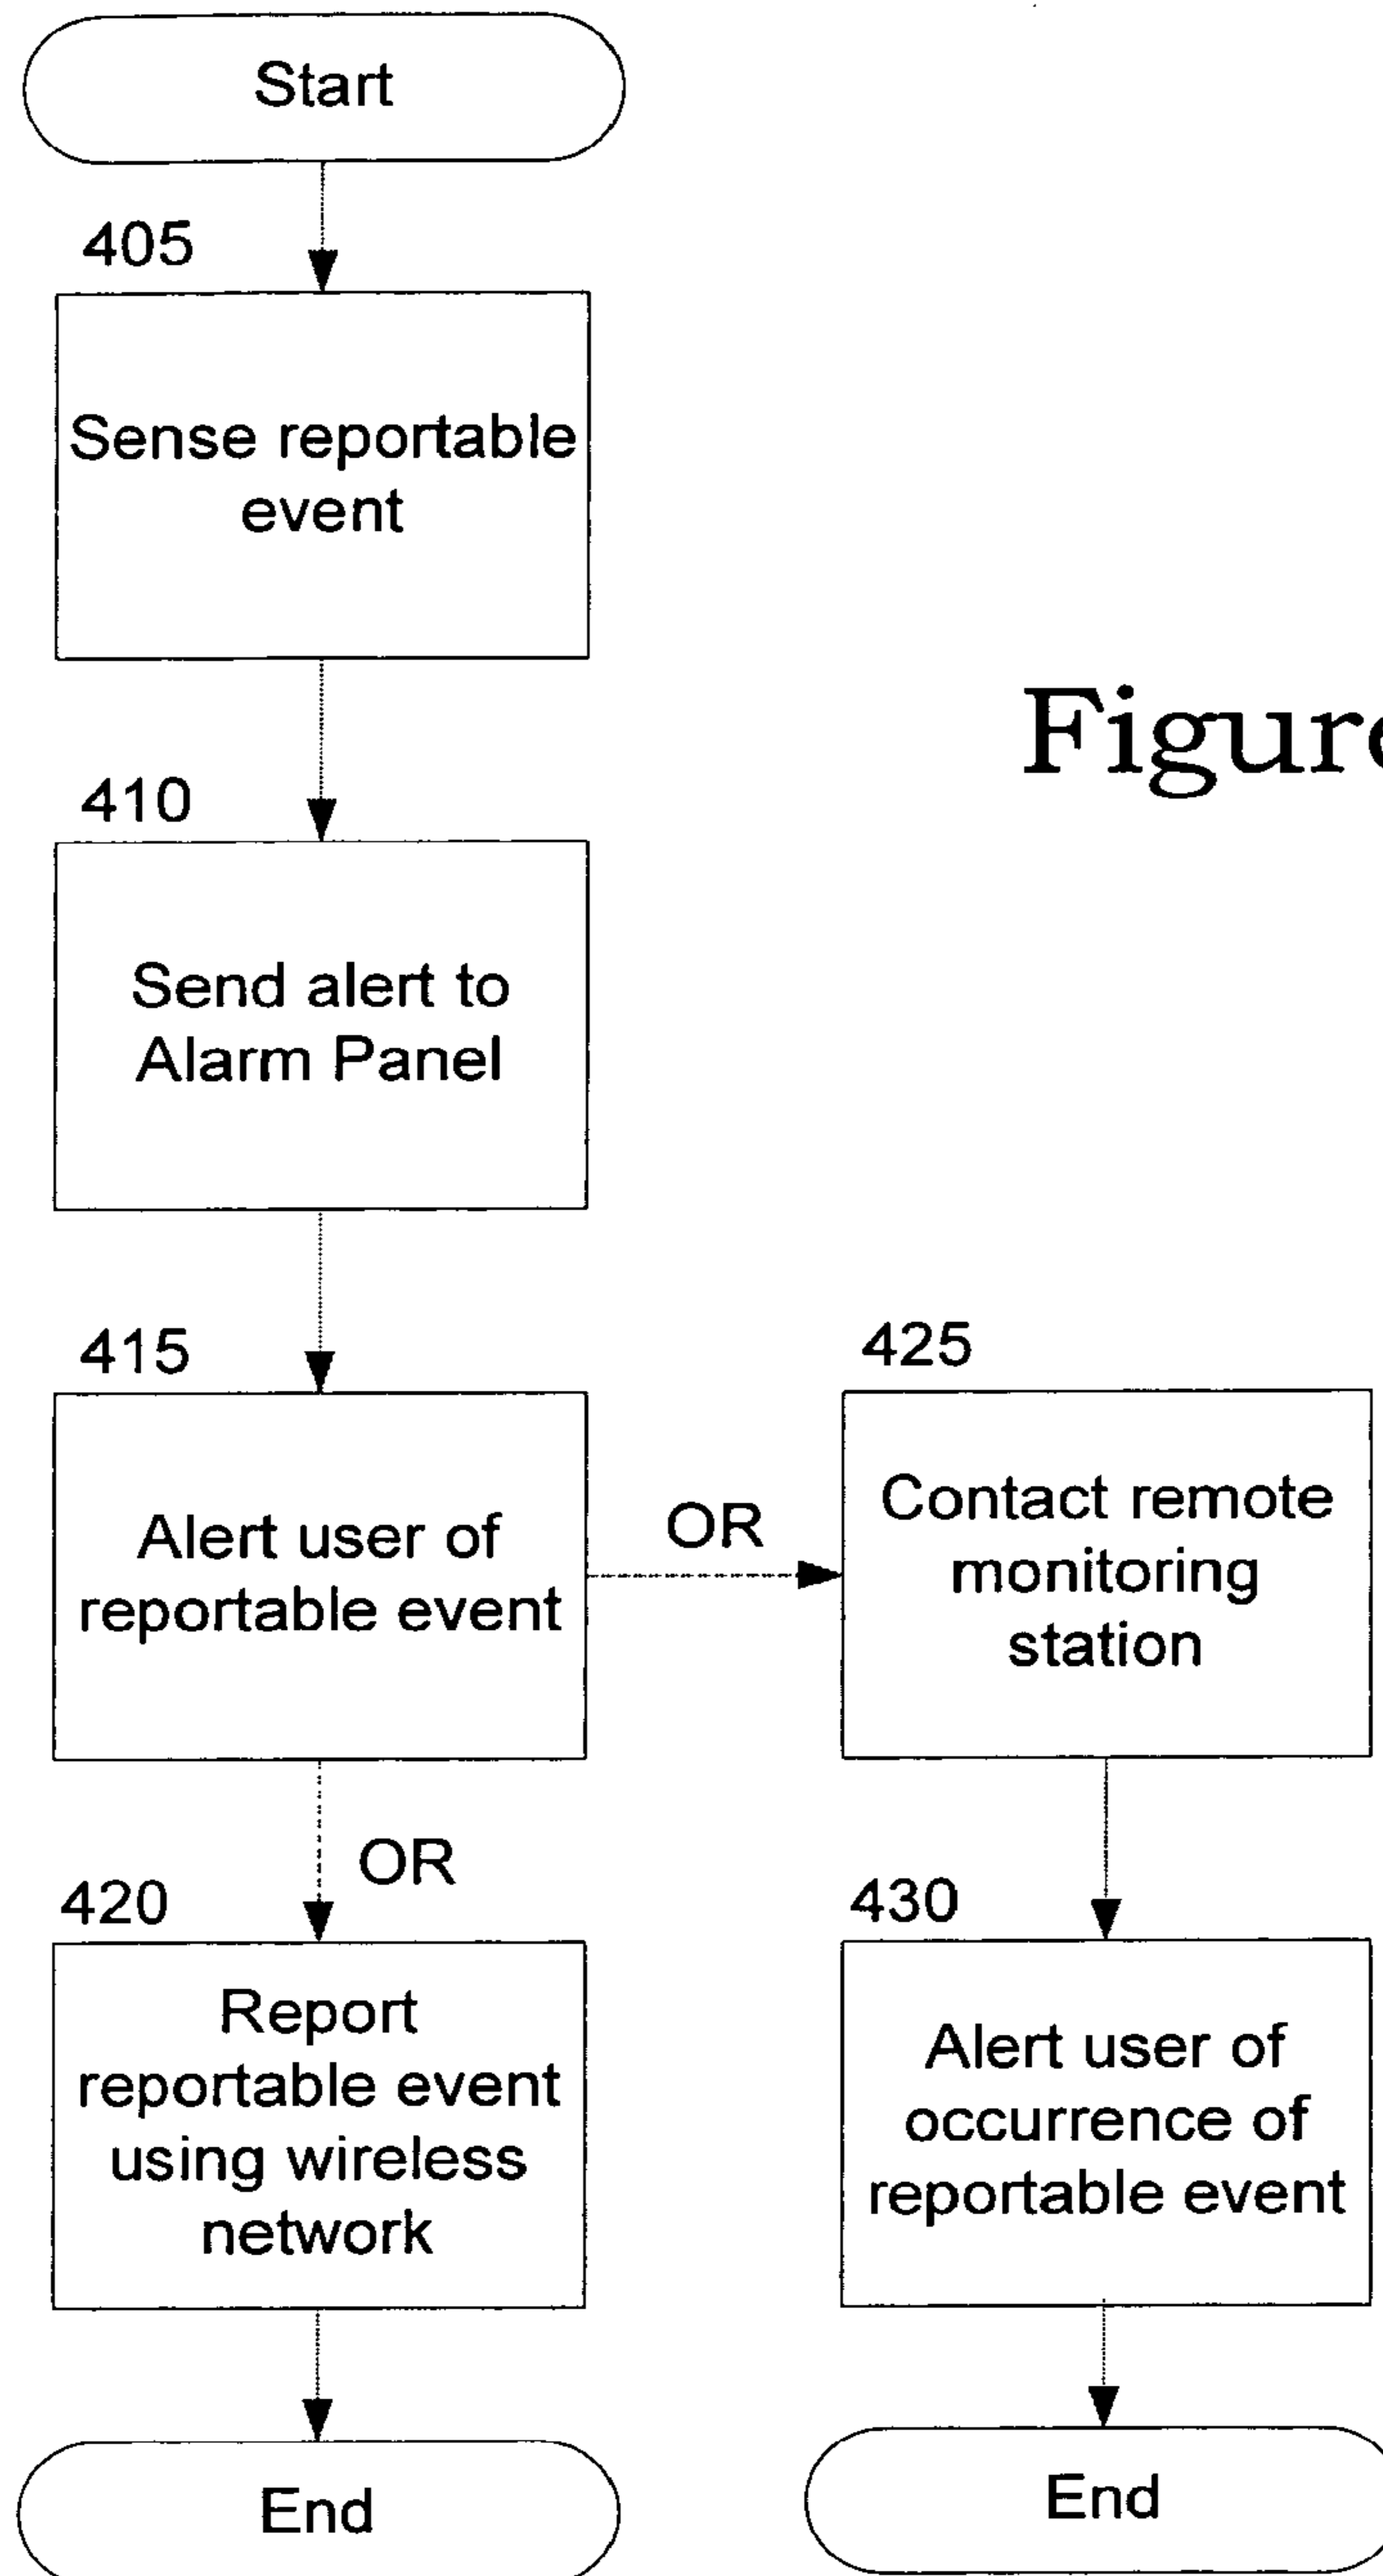 Start
405
Sense reportable
event
Figure
410
Send alert to
Alarm Panel
415
Alert user of
reportable event
OR
425
Contact remote
monitoring
station
OR
420
Report
reportable event
using wireless
network
430
Alert user of
occurrence of
reportable event
End
End